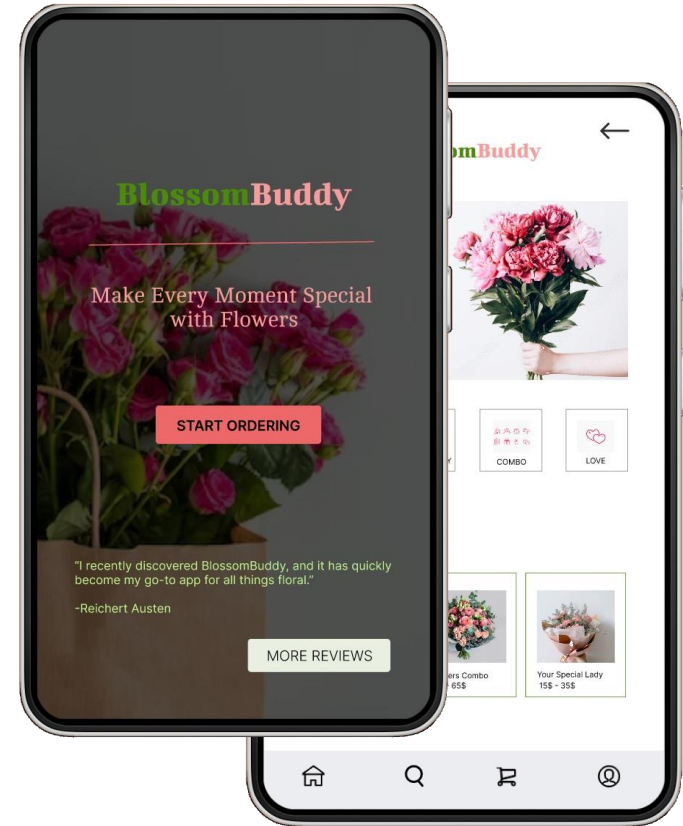 BlossomBuddy
Make Every Moment Special
with Flowers
START ORDERING
"I recently discovered BlossomBuddy, and it has quickly
become my go-to app for all things floral."
-Reichert Austen
MORE REVIEWS
omBuddy
Y
COMBO
LOVE
ers Combo
65$
Your Special Lady
15$ - 35$